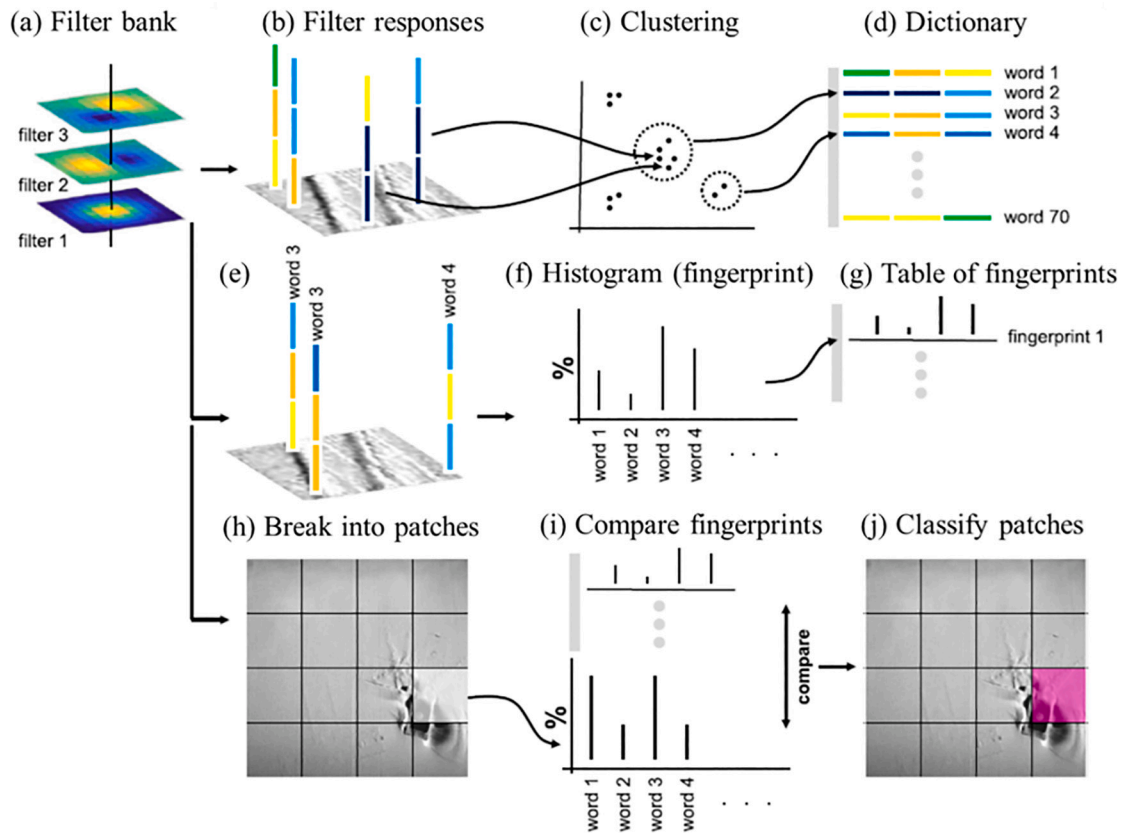 (a) Filter bank
(b) Filter responses
(c) Clustering
(d) Dictionary
filter 3
filter 2
filter 1
word 1
word 2
word 3
word 4
word 70
(e)
word 3
word 3
word 4
(f) Histogram (fingerprint)
%
word 1
word 2
word 3
word 4
. . .
(g) Table of fingerprints
fingerprint 1
(h) Break into patches
(i) Compare fingerprints
compare
%
word 1
word 2
word 3
word 4
. . .
(j) Classify patches